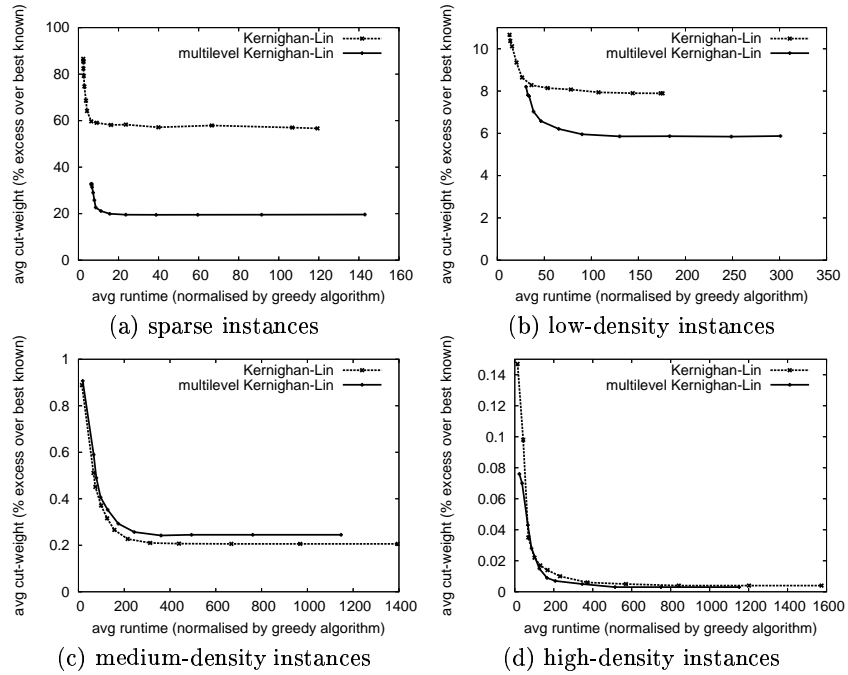 avg cut-weight (% excess over best known)
100
80
60
40
20
0
Kernighan-Lin
multilevel Kernighan-Lin
0 20 40 60 80 100 120 140 160
avg runtime (normalised by greedy algorithm)
(a) sparse instances
avg cut-weight (% excess over best known)
10
8
6
4
2
0
Kernighan-Lin
multilevel Kernighan-Lin
0 50 100 150 200 250 300 350
avg runtime (normalised by greedy algorithm)
(b) low-density instances
avg cut-weight (% excess over best known)
1
0.8
0.6
0.4
0.2
0
Kernighan-Lin
multilevel Kernighan-Lin
0 200 400 600 800 1000 1200 1400
avg runtime (normalised by greedy algorithm)
(c) medium-density instances
avg cut-weight (% excess over best known)
0.14
0.12
0.1
0.08
0.06
0.04
0.02
0
Kernighan-Lin
multilevel Kernighan-Lin
0 200 400 600 800 1000 1200 1400 1600
avg runtime (normalised by greedy algorithm)
(d) high-density instances